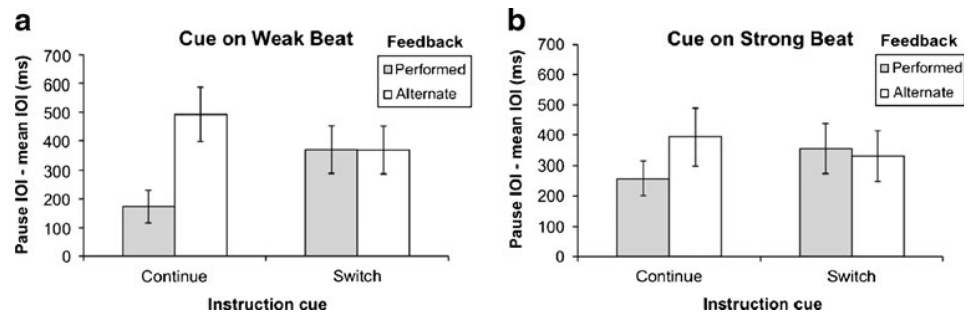 a
Cue on Weak Beat
Feedback
Performed
Alternate
Pause IOI - mean IOI (ms)
700
600
500
400
300
200
100
0
Continue
Switch
Instruction cue
b
Cue on Strong Beat
Feedback
Performed
Alternate
Pause IOI - mean IOI (ms)
700
600
500
400
300
200
100
0
Continue
Switch
Instruction cue